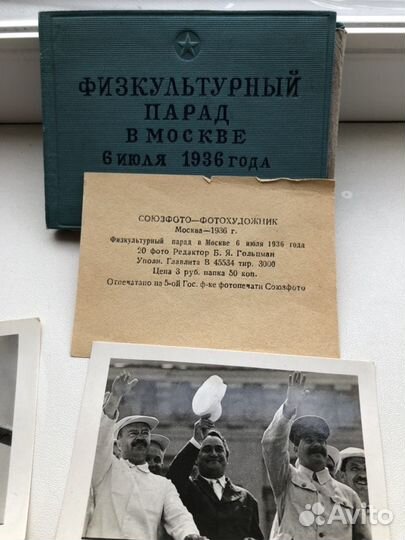 ФИЗКУЛЬТУРНЫЙ
ПАРАД
В МОСКВЕ
6 ИЮЛЯ 1936 ГОДА
СОЮЗФОТО—ФОТОХУДОЖНИК
Москва—1936 г.
Физкультурный парад в Москве 6 июля 1936 года
20 фото Редактор Б. Я. Гольцман
Уполн. Главлита В 45534 тир. 3000
Цена 3 руб. папка 50 коп.
Отпечатано на 5-ой Гос. ф-ке фотопечати Союзфото
Avito